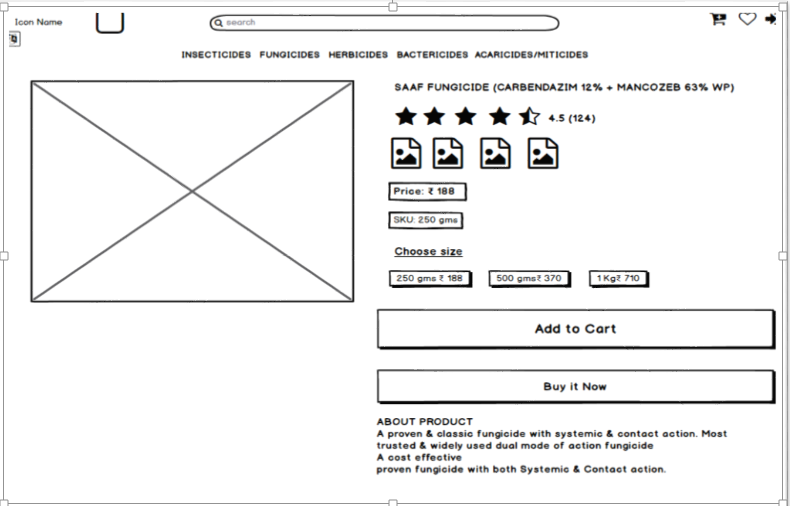 Icon Name
search
INSECTICIDES FUNGICIDES HERBICIDES BACTERICIDES ACARICIDES/MITICIDES
SAAF FUNGICIDE (CARBENDAZIM 12% + MANCOZEB 63% WP)
4.5 (124)
Price: ₹ 188
SKU: 250 gms
Choose size
250 gms ₹ 188 500 gms₹ 370 1 Kg₹ 710
Add to Cart
Buy it Now
ABOUT PRODUCT
A proven & classic fungicide with systemic & contact action. Most
trusted & widely used dual mode of action fungicide
A cost effective
proven fungicide with both Systemic & Contact action.